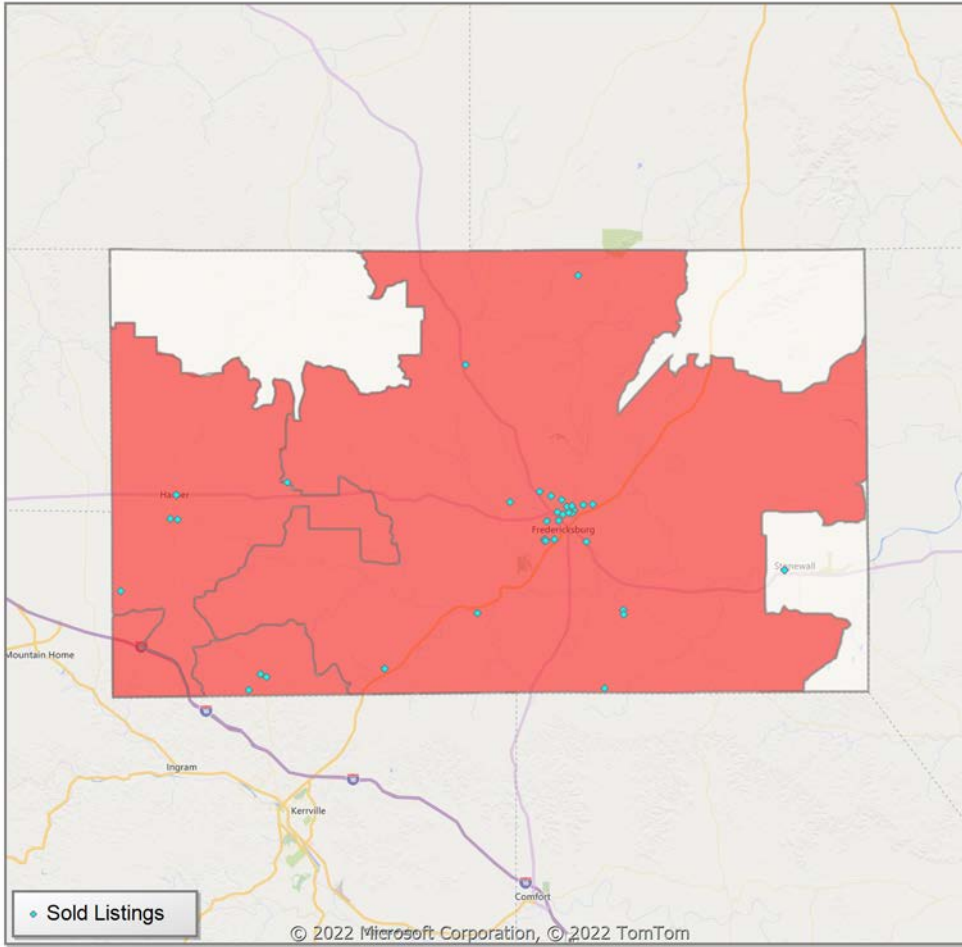 Harper
Fredericksburg
Stonewall
Mountain Home
Ingram
Kerrville
Comfort
Sold Listings
© 2022 Microsoft Corporation, © 2022 TomTom